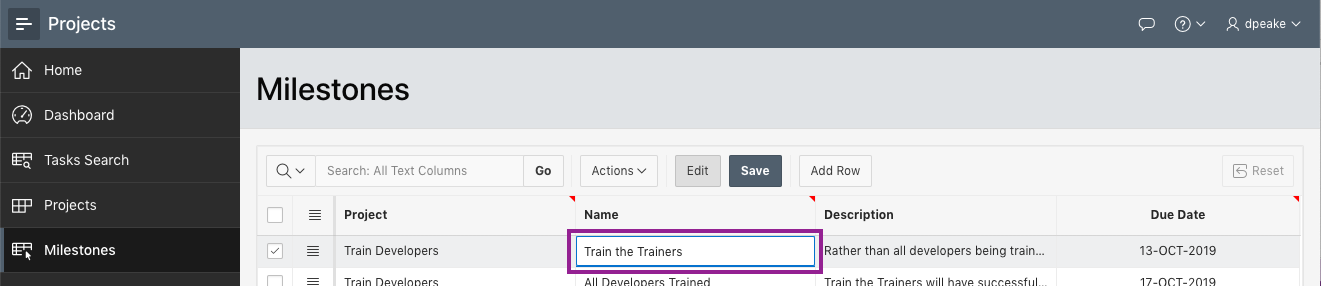 Projects
dpeake
Home
Dashboard
Tasks Search
Projects
Milestones
Milestones
Search: All Text Columns Go Actions Edit Save Add Row Reset
Project Name Description Due Date
Train Developers Train the Trainers Rather than all developers being train... 13-OCT-2019
Train Developers All Developers Trained Train the Trainers will have successful... 17-OCT-2019